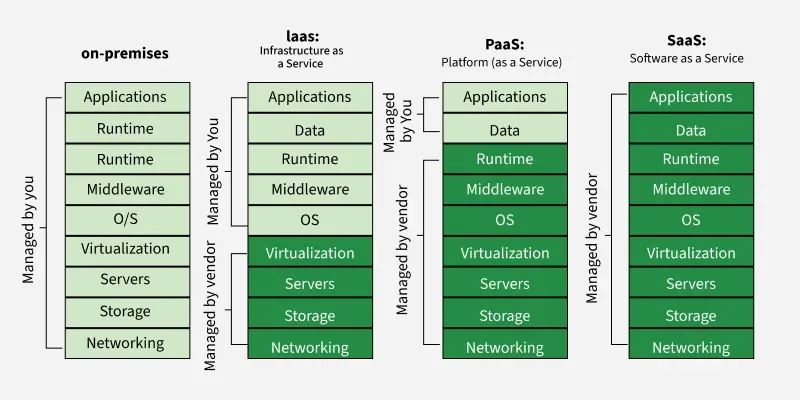 on-premises
Managed by you
Applications
Runtime
Runtime
Middleware
O/S
Virtualization
Servers
Storage
Networking
laas:
Infrastructure as
a Service
Managed by You
Managed by vendor
Applications
Data
Runtime
Middleware
OS
Virtualization
Servers
Storage
Networking
PaaS:
Platform (as a Service)
Managed
by You
Managed by vendor
Applications
Data
Runtime
Middleware
OS
Virtualization
Servers
Storage
Networking
SaaS:
Software as a Service
Managed by vendor
Applications
Data
Runtime
Middleware
OS
Virtualization
Servers
Storage
Networking